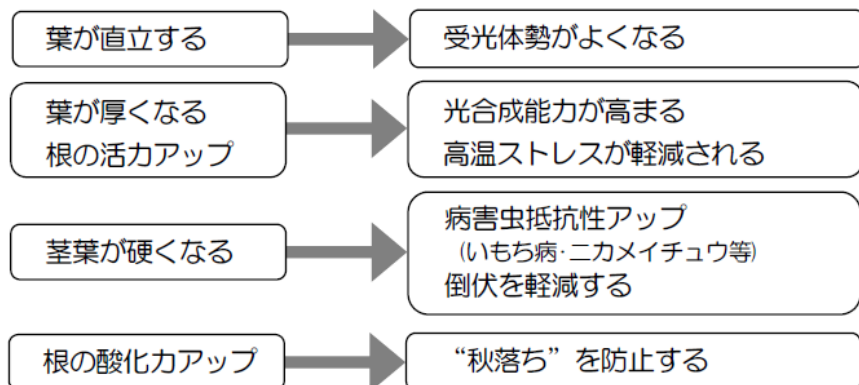 葉が直立する
受光体勢がよくなる
葉が厚くなる
根の活力アップ
光合成能力が高まる
高温ストレスが軽減される
茎葉が硬くなる
病害虫抵抗性アップ
(いもち病･ニカメイチュウ等)
倒伏を軽減する
根の酸化力アップ
“秋落ち”を防止する